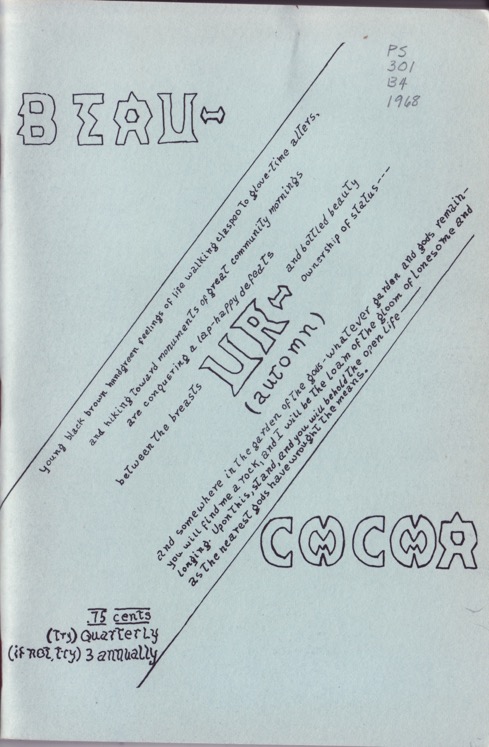 PS
301
B4
1968
BEAU-
young black brown handgreen feelings of life walking claspoo to glove-time alters,
and hiking toward monuments of great community mornings
are conquering a lap-happy defeats
between the breasts UR- and bottled beauty
ownership of status---
(automn)
and somewhere in the garden of the gods-whatever garden and gods remain-
you will find me a rock, and I will be the loam of the gloom of lonesome and
longing. Upon this, stand, and you will behold the open life
as the nearest gods have wrought the means.
COCOA
.75 cents
(try) Quarterly
(if not, try) 3 annually